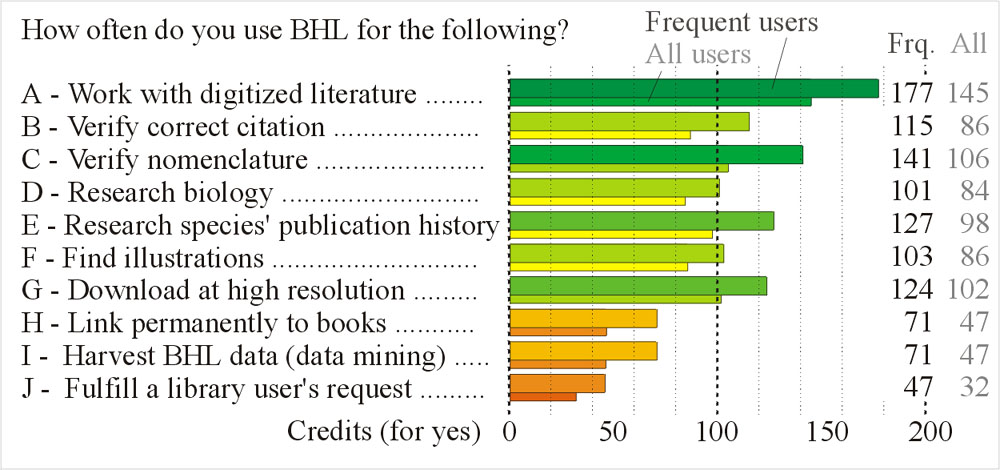 How often do you use BHL for the following?
Frequent users
All users
Frq. All
A - Work with digitized literature ........ 177 145
B - Verify correct citation ..................... 115 86
C - Verify nomenclature ........................ 141 106
D - Research biology ............................ 101 84
E - Research species' publication history 127 98
F - Find illustrations ............................. 103 86
G - Download at high resolution ......... 124 102
H - Link permanently to books ........... 71 47
I - Harvest BHL data (data mining) ..... 71 47
J - Fulfill a library user's request ......... 47 32
Credits (for yes) 0 50 100 150 200